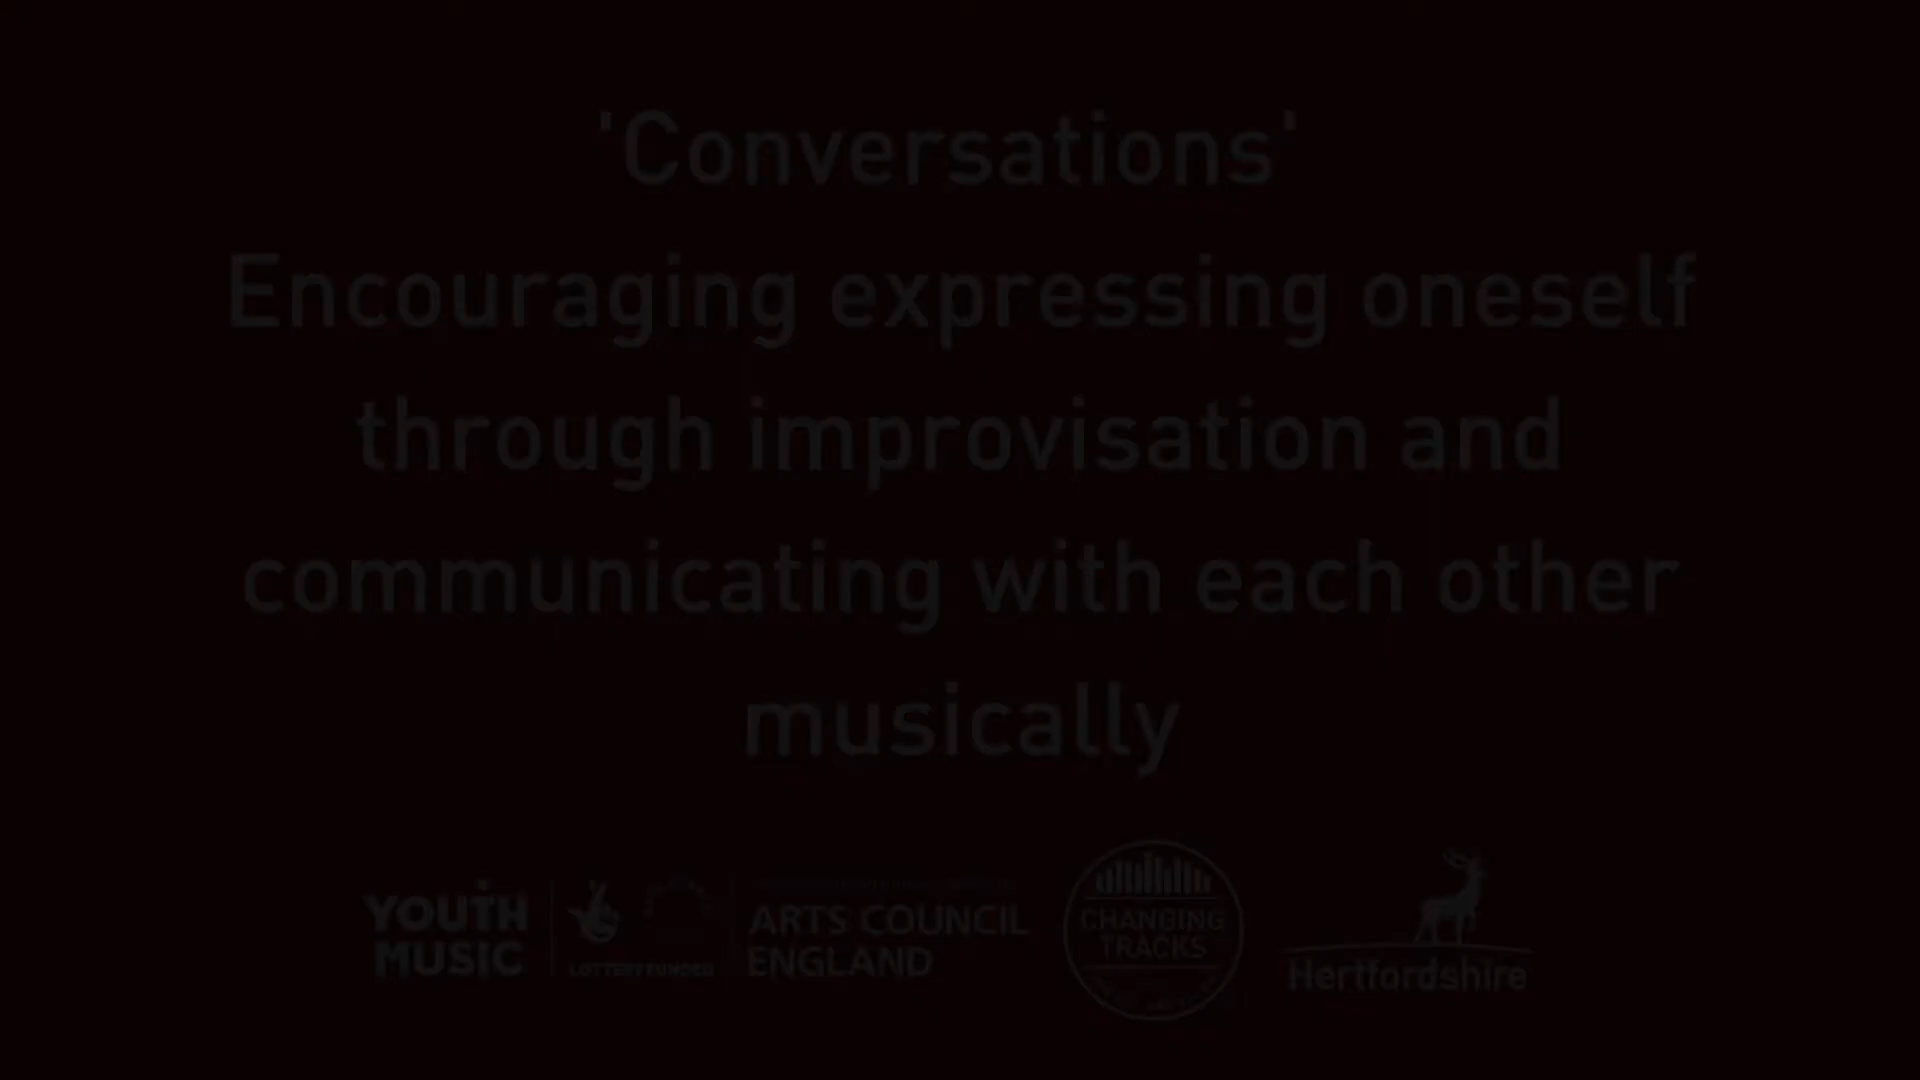 'Conversations'
Encouraging expressing oneself
through improvisation and
communicating with each other
musically
YOUTH
MUSIC
LOTTERY FUNDED
ARTS COUNCIL
ENGLAND
CHANGING
TRACKS
Hertfordshire